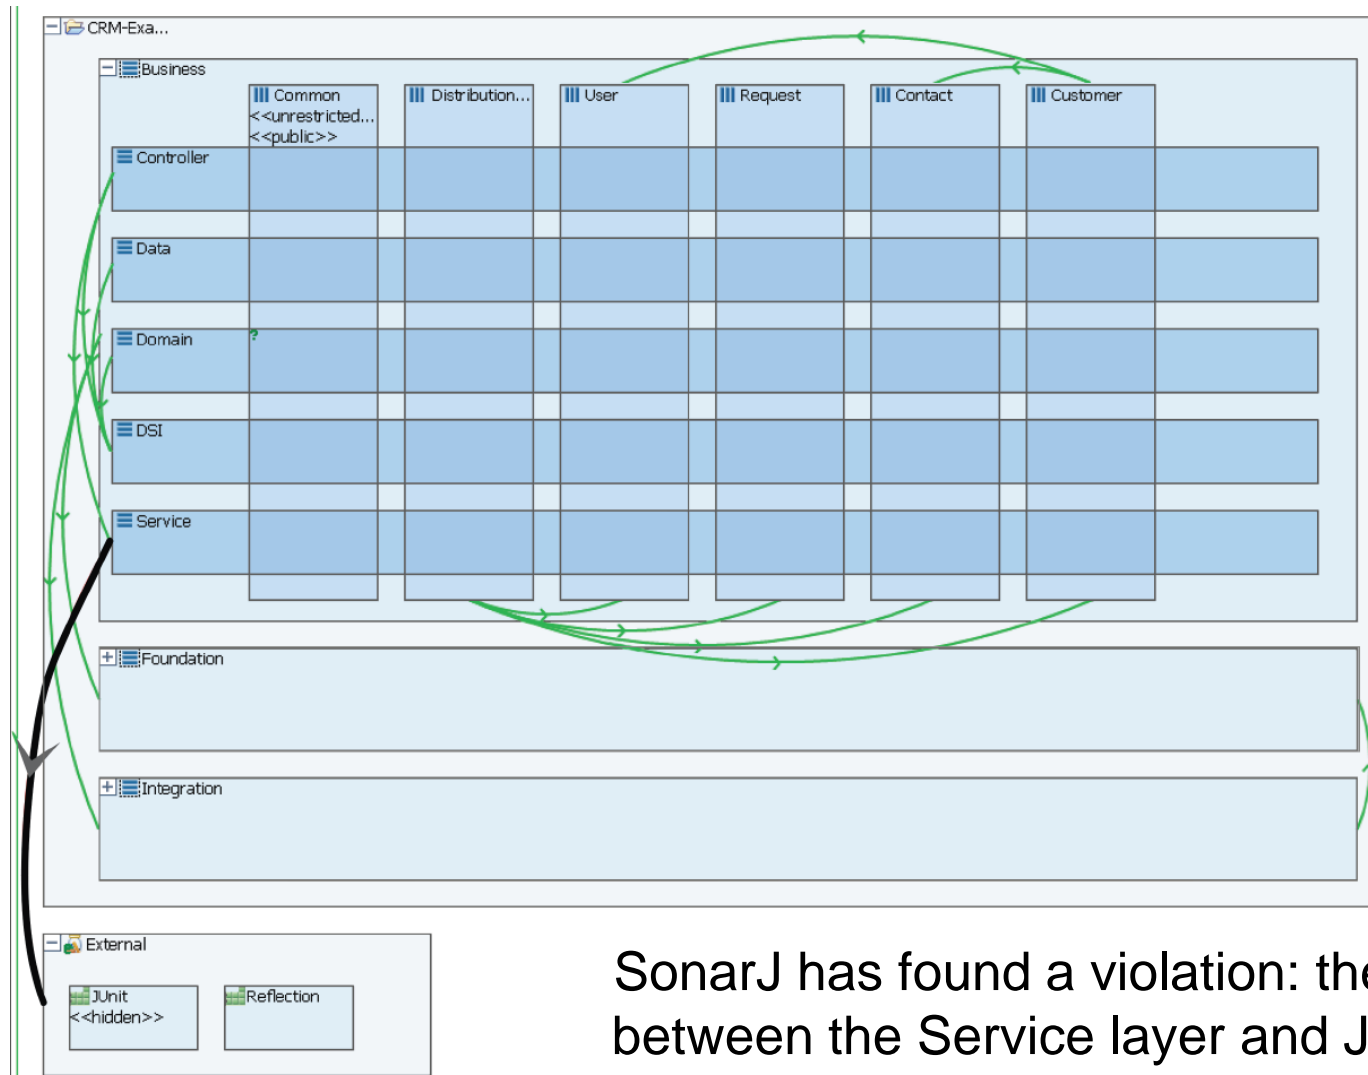 CRM-Exa...
Business
Common
<<unrestricted...
<<public>>
Distribution...
User
Request
Contact
Customer
Controller
Data
Domain
?
DSI
Service
Foundation
Integration
External
JUnit
<<hidden>>
Reflection
SonarJ has found a violation: the
between the Service layer and J